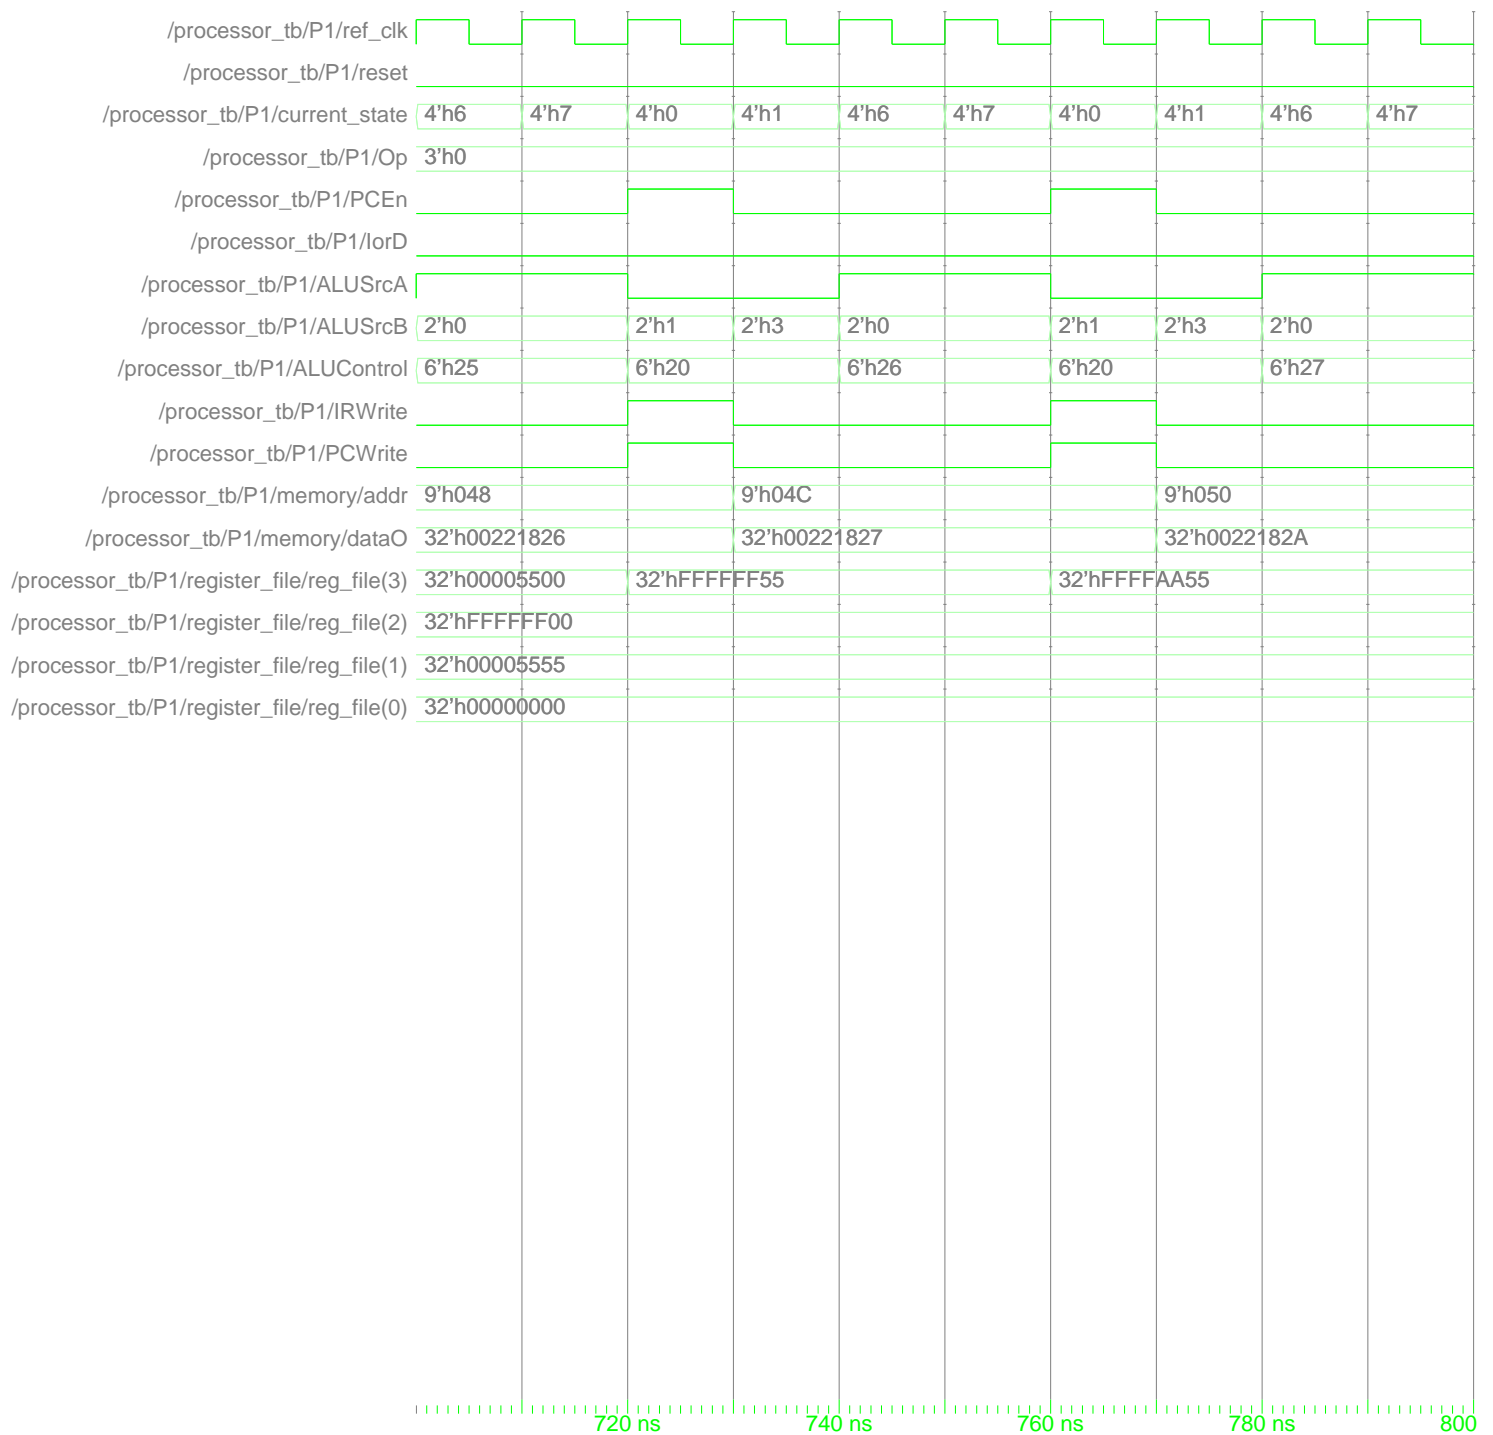 /processor_tb/P1/ref_clk
/processor_tb/P1/reset
/processor_tb/P1/current_state 4'h6 4'h7 4'h0 4'h1 4'h6 4'h7 4'h0 4'h1 4'h6 4'h7
/processor_tb/P1/Op 3'h0
/processor_tb/P1/PCEn
/processor_tb/P1/IorD
/processor_tb/P1/ALUSrcA
/processor_tb/P1/ALUSrcB 2'h0 2'h1 2'h3 2'h0 2'h1 2'h3 2'h0
/processor_tb/P1/ALUControl 6'h25 6'h20 6'h26 6'h20 6'h27
/processor_tb/P1/IRWrite
/processor_tb/P1/PCWrite
/processor_tb/P1/memory/addr 9'h048 9'h04C 9'h050
/processor_tb/P1/memory/dataO 32'h00221826 32'h00221827 32'h0022182A
/processor_tb/P1/register_file/reg_file(3) 32'h00005500 32'hFFFFFF55 32'hFFFFAA55
/processor_tb/P1/register_file/reg_file(2) 32'hFFFFFF00
/processor_tb/P1/register_file/reg_file(1) 32'h00005555
/processor_tb/P1/register_file/reg_file(0) 32'h00000000
720 ns 740 ns 760 ns 780 ns 800